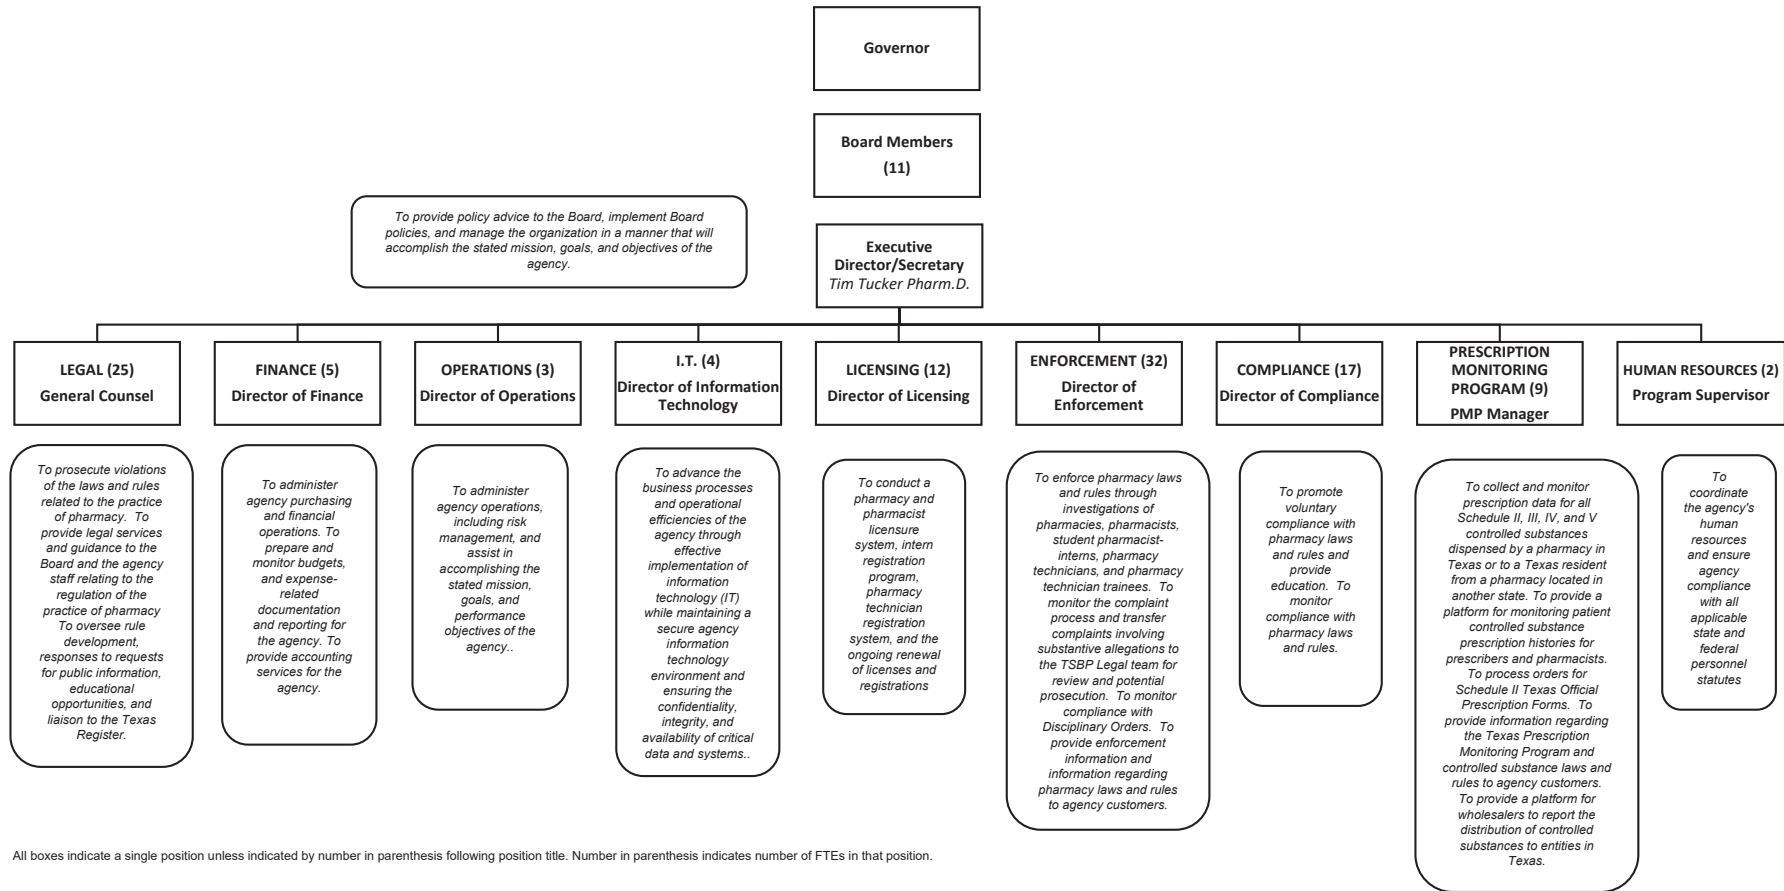 Governor
Board Members
(11)
To provide policy advice to the Board, implement Board
policies, and manage the organization in a manner that will
accomplish the stated mission, goals, and objectives of the
agency.
Executive
Director/Secretary
Tim Tucker Pharm.D.
LEGAL (25)
General Counsel
FINANCE (5)
Director of Finance
OPERATIONS (3)
Director of Operations
I.T. (4)
Director of Information
Technology
LICENSING (12)
Director of Licensing
ENFORCEMENT (32)
Director of
Enforcement
COMPLIANCE (17)
Director of Compliance
PRESCRIPTION
MONITORING
PROGRAM (9)
PMP Manager
HUMAN RESOURCES (2)
Program Supervisor
To prosecute violations
of the laws and rules
related to the practice
of pharmacy.  To
provide legal services
and guidance to the
Board and the agency
staff relating to the
regulation of the
practice of pharmacy
To oversee rule
development,
responses to requests
for public information,
educational
opportunities, and
liaison to the Texas
Register.
To administer
agency purchasing
and financial
operations. To
prepare and
monitor budgets,
and expense-
related
documentation
and reporting for
the agency. To
provide accounting
services for the
agency.
To administer
agency operations,
including risk
management, and
assist in
accomplishing the
stated mission,
goals, and
performance
objectives of the
agency..
To advance the
business processes
and operational
efficiencies of the
agency through
effective
implementation of
information
technology (IT)
while maintaining a
secure agency
information
technology
environment and
ensuring the
confidentiality,
integrity, and
availability of critical
data and systems..
To conduct a
pharmacy and
pharmacist
licensure
system, intern
registration
program,
pharmacy
technician
registration
system, and the
ongoing renewal
of licenses and
registrations
To enforce pharmacy laws
and rules through
investigations of
pharmacies, pharmacists,
student pharmacist-
interns, pharmacy
technicians, and pharmacy
technician trainees.  To
monitor the complaint
process and transfer
complaints involving
substantive allegations to
the TSBP Legal team for
review and potential
prosecution.  To monitor
compliance with
Disciplinary Orders.  To
provide enforcement
information and
information regarding
pharmacy laws and rules
to agency customers.
To promote
voluntary
compliance with
pharmacy laws
and rules and
provide
education.  To
monitor
compliance with
pharmacy laws
and rules.
To collect and monitor
prescription data for all
Schedule II, III, IV, and V
controlled substances
dispensed by a pharmacy in
Texas or to a Texas resident
from a pharmacy located in
another state. To provide a
platform for monitoring patient
controlled substance
prescription histories for
prescribers and pharmacists.
To process orders for
Schedule II Texas Official
Prescription Forms.  To
provide information regarding
the Texas Prescription
Monitoring Program and
controlled substance laws and
rules to agency customers.
To provide a platform for
wholesalers to report the
distribution of controlled
substances to entities in
Texas.
To
coordinate
the agency's
human
resources
and ensure
agency
compliance
with all
applicable
state and
federal
personnel
statutes
All boxes indicate a single position unless indicated by number in parenthesis following position title. Number in parenthesis indicates number of FTEs in that position.